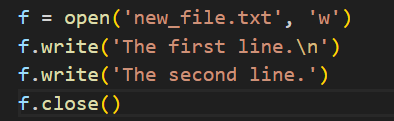 f = open('new_file.txt', 'w')
f.write('The first line.\n')
f.write('The second line.')
f.close()